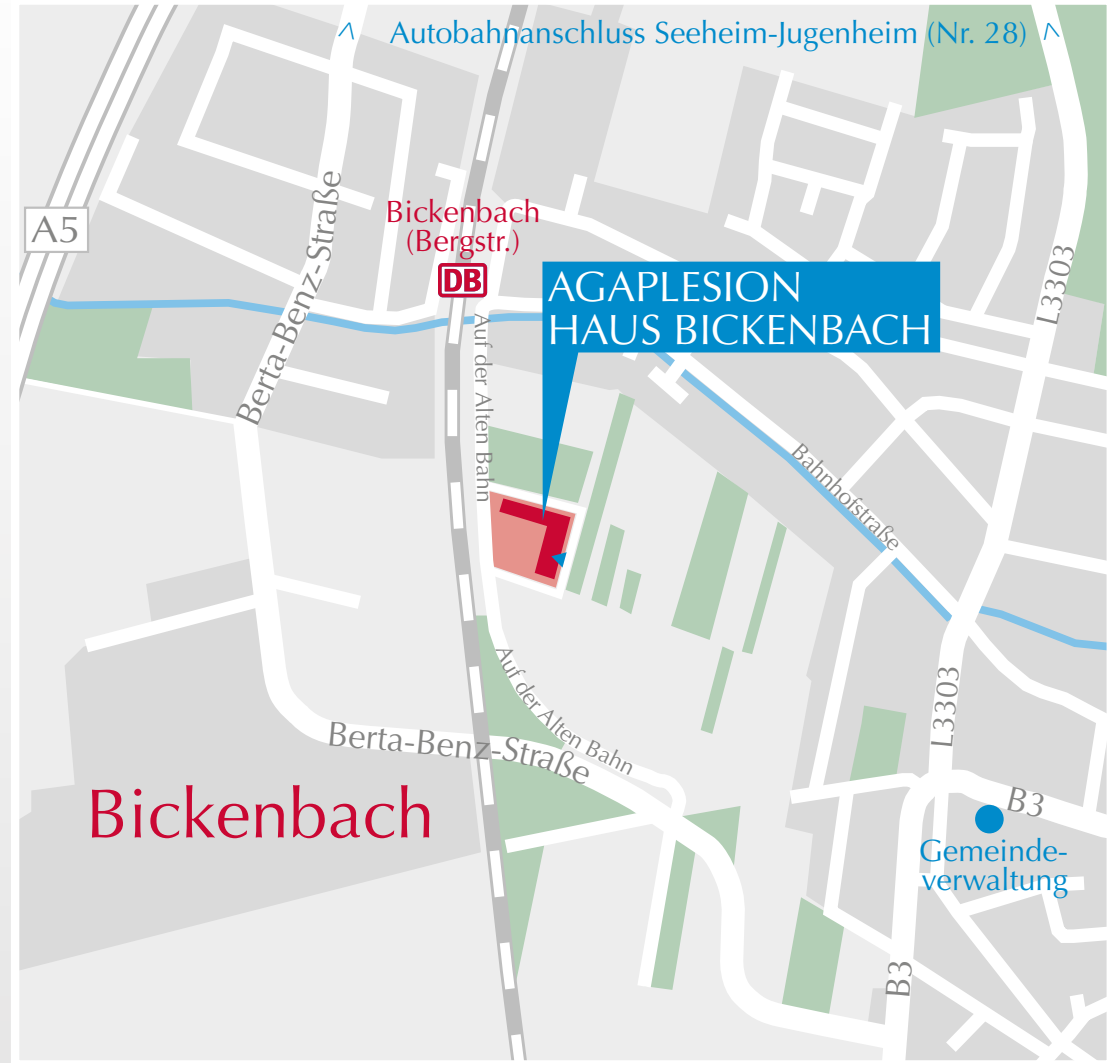 Autobahnanschluss Seeheim-Jugenheim (Nr. 28)
A5
Berta-Benz-Straße
Bickenbach
(Bergstr.)
DB
AGAPLESION
HAUS BICKENBACH
L3303
Auf der Alten Bahn
Bahnhofstraße
Auf der Alten Bahn
L3303
Berta-Benz-Straße
Bickenbach
B3
Gemeinde-
verwaltung
B3